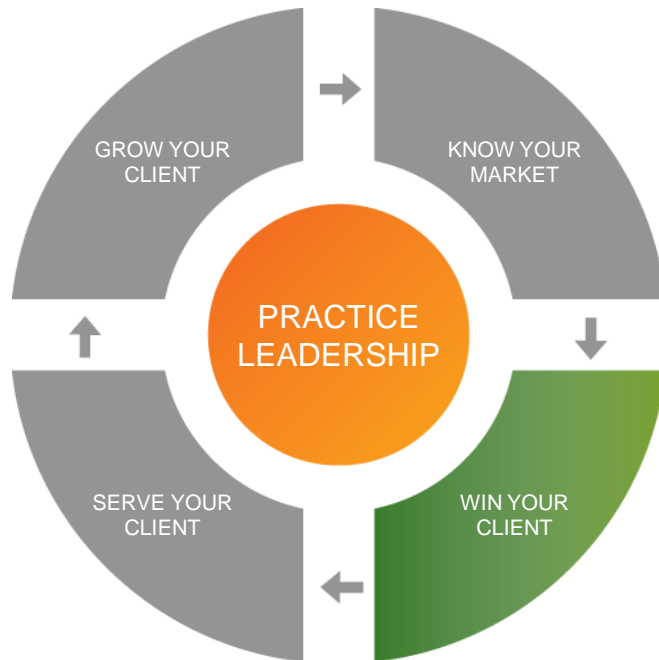 GROW YOUR
CLIENT
KNOW YOUR
MARKET
PRACTICE
LEADERSHIP
SERVE YOUR
CLIENT
WIN YOUR
CLIENT